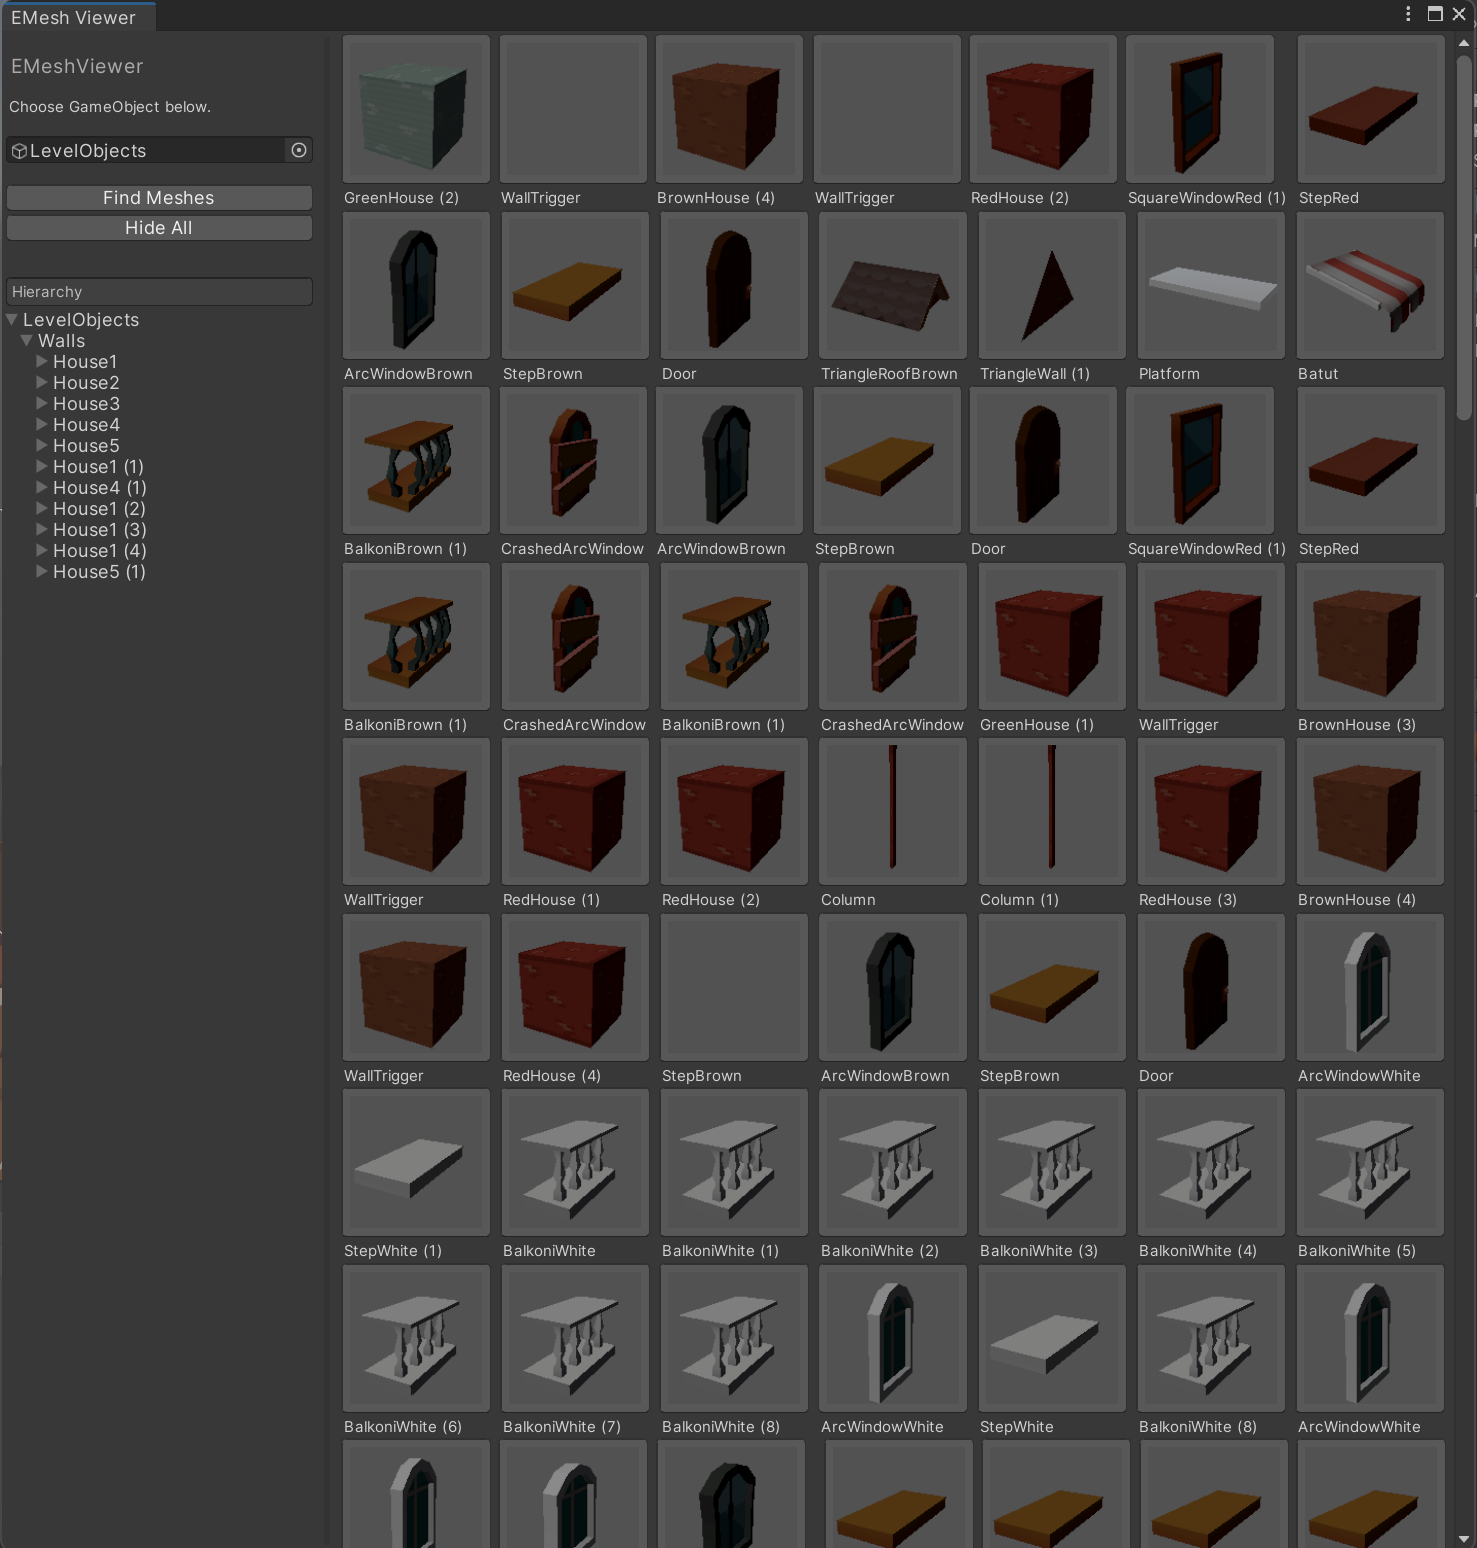 EMesh Viewer
EMeshViewer
Choose GameObject below.
LevelObjects
Find Meshes
Hide All
Hierarchy
LevelObjects
Walls
House1
House2
House3
House4
House5
House1 (1)
House4 (1)
House1 (2)
House1 (3)
House1 (4)
House5 (1)
GreenHouse (2) WallTrigger BrownHouse (4) WallTrigger RedHouse (2) SquareWindowRed (1) StepRed
ArcWindowBrown StepBrown Door TriangleRoofBrown TriangleWall (1) Platform Batut
BalkoniBrown (1) CrashedArcWindow ArcWindowBrown StepBrown Door SquareWindowRed (1) StepRed
BalkoniBrown (1) CrashedArcWindow BalkoniBrown (1) CrashedArcWindow GreenHouse (1) WallTrigger BrownHouse (3)
WallTrigger RedHouse (1) RedHouse (2) Column Column (1) RedHouse (3) BrownHouse (4)
WallTrigger RedHouse (4) StepBrown ArcWindowBrown StepBrown Door ArcWindowWhite
StepWhite (1) BalkoniWhite BalkoniWhite (1) BalkoniWhite (2) BalkoniWhite (3) BalkoniWhite (4) BalkoniWhite (5)
BalkoniWhite (6) BalkoniWhite (7) BalkoniWhite (8) ArcWindowWhite StepWhite BalkoniWhite (8) ArcWindowWhite